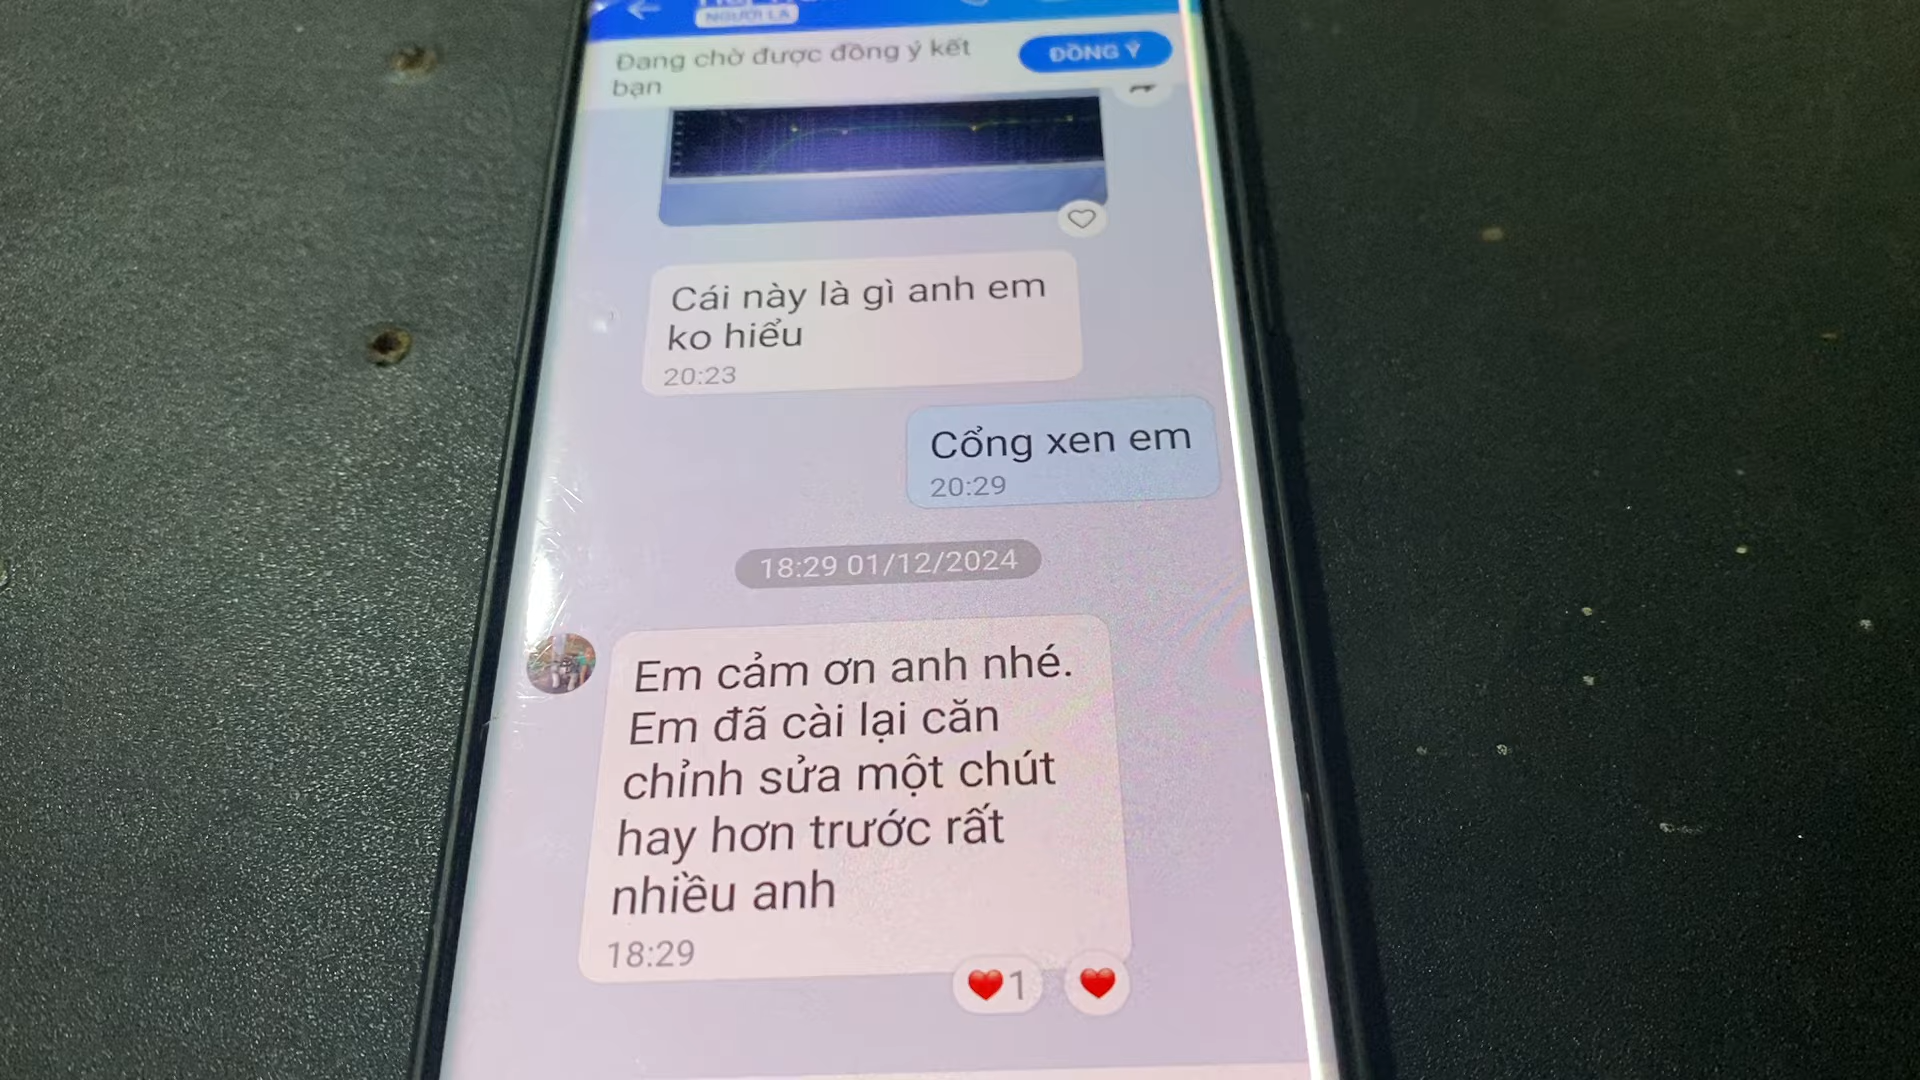 NGƯỜI LẠ
Đang chờ được đồng ý kết
bạn
ĐỒNG Ý
Cái này là gì anh em
ko hiểu
20:23
Cổng xen em
20:29
18:29 01/12/2024
Em cảm ơn anh nhé.
Em đã cài lại căn
chỉnh sửa một chút
hay hơn trước rất
nhiều anh
18:29
1